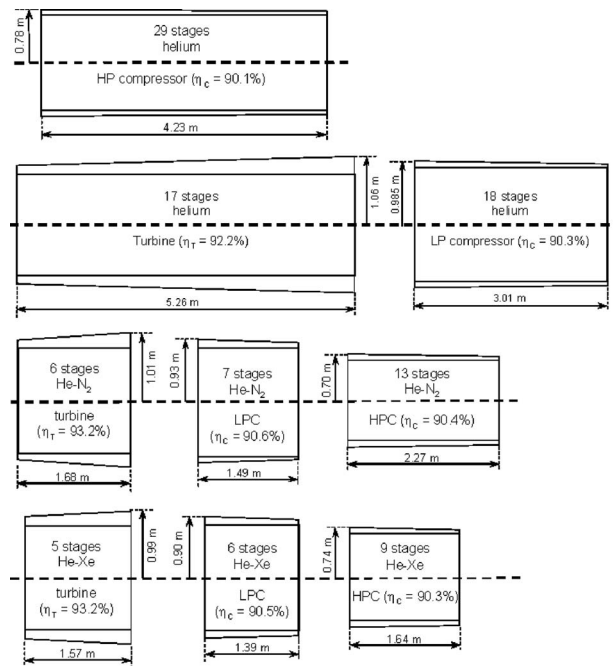 0.78 m
29 stages
helium
HP compressor (ηc = 90.1%)
4.23 m
17 stages
helium
Turbine (ηT = 92.2%)
5.26 m
1.06 m
0.985 m
18 stages
helium
LP compressor (ηc = 90.3%)
3.01 m
6 stages
He-N₂
turbine
(ηT = 93.2%)
1.68 m
1.01 m
0.93 m
7 stages
He-N₂
LPC
(ηc = 90.6%)
1.49 m
0.70 m
13 stages
He-N₂
HPC (ηc = 90.4%)
2.27 m
5 stages
He-Xe
turbine
(ηT = 93.2%)
1.57 m
0.99 m
0.90 m
6 stages
He-Xe
LPC
(ηc = 90.5%)
1.39 m
0.74 m
9 stages
He-Xe
HPC (ηc = 90.3%)
1.64 m